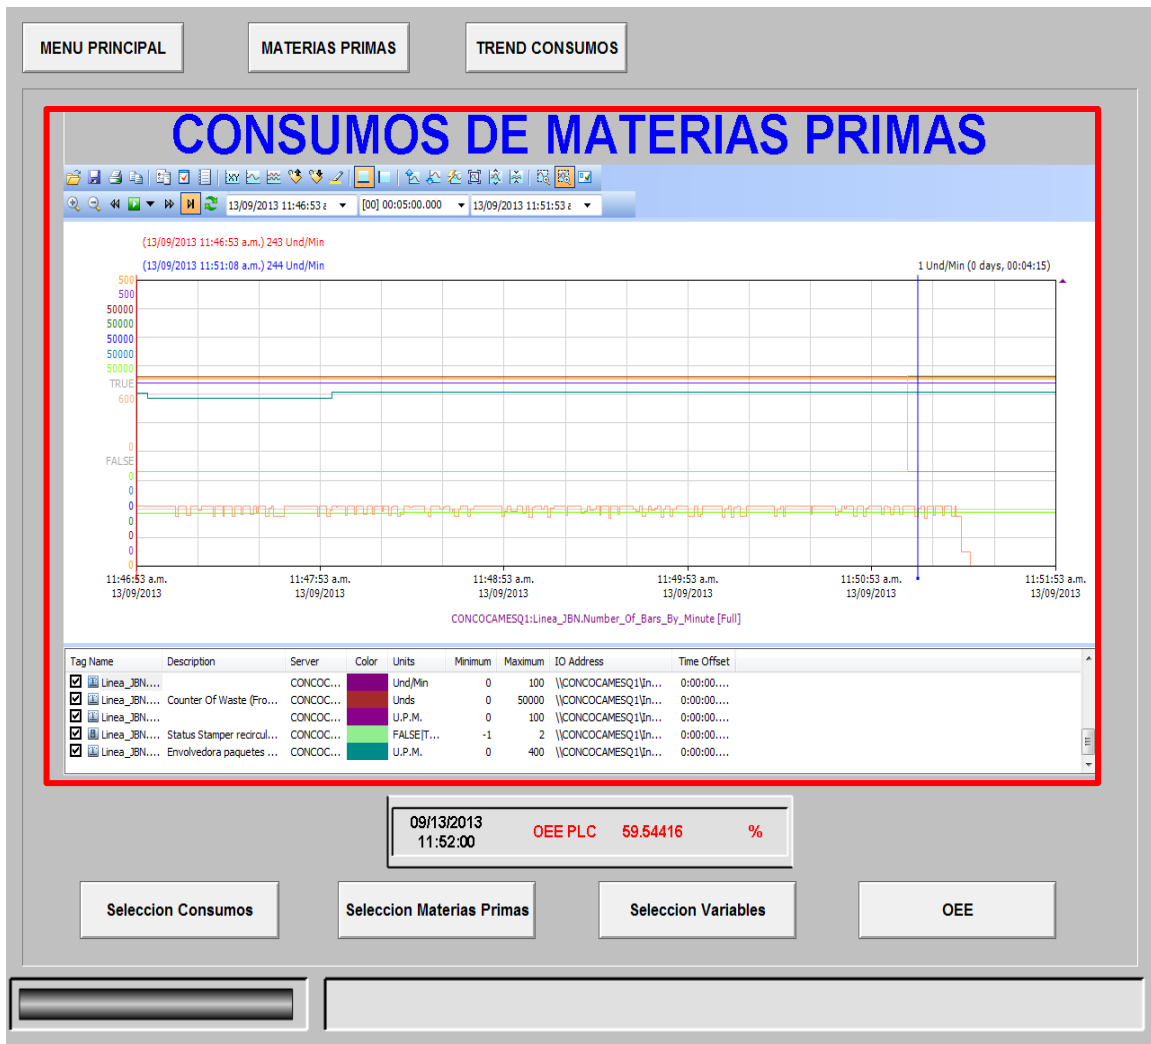 MENU PRINCIPAL
MATERIAS PRIMAS
TREND CONSUMOS
CONSUMOS DE MATERIAS PRIMAS
13/09/2013 11:46:53 a
[00] 00:05:00.000
13/09/2013 11:51:53 a
(13/09/2013 11:46:53 a.m.) 243 Und/Min
(13/09/2013 11:51:08 a.m.) 244 Und/Min
1 Und/Min (0 days, 00:04:15)
500
500
50000
50000
50000
50000
50000
TRUE
600
0
FALSE
0
0
0
0
0
0
0
11:46:53 a.m. 11:47:53 a.m. 11:48:53 a.m. 11:49:53 a.m. 11:50:53 a.m. 11:51:53 a.m.
13/09/2013 13/09/2013 13/09/2013 13/09/2013 13/09/2013 13/09/2013
CONCOCAMESQ1:Linea_JBN.Number_Of_Bars_By_Minute [Full]
Tag Name Description Server Color Units Minimum Maximum IO Address Time Offset
Linea_JBN.... CONCOC... Und/Min 0 100 \\CONCOCAMESQ1\In... 0:00:00....
Linea_JBN.... Counter Of Waste (Fro... CONCOC... Unds 0 50000 \\CONCOCAMESQ1\In... 0:00:00....
Linea_JBN.... CONCOC... U.P.M. 0 100 \\CONCOCAMESQ1\In... 0:00:00....
Linea_JBN.... Status Stamper recircul... CONCOC... FALSE|T... -1 2 \\CONCOCAMESQ1\In... 0:00:00....
Linea_JBN.... Envolvedora paquetes ... CONCOC... U.P.M. 0 400 \\CONCOCAMESQ1\In... 0:00:00....
09/13/2013
11:52:00
OEE PLC 59.54416 %
Seleccion Consumos
Seleccion Materias Primas
Seleccion Variables
OEE